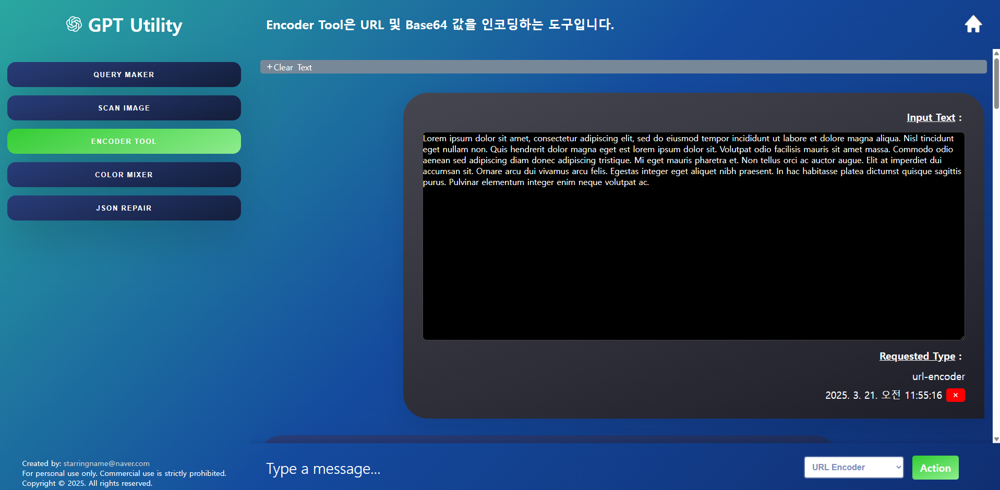 GPT Utility
Encoder Tool은 URL 및 Base64 값을 인코딩하는 도구입니다.
QUERY MAKER
SCAN IMAGE
ENCODER TOOL
COLOR MIXER
JSON REPAIR
+Clear Text
Input Text :
Lorem ipsum dolor sit amet, consectetur adipiscing elit, sed do eiusmod tempor incididunt ut labore et dolore magna aliqua. Nisl tincidunt
eget nullam non. Quis hendrerit dolor magna eget est lorem ipsum dolor sit. Volutpat odio facilisis mauris sit amet massa. Commodo odio
aenean sed adipiscing diam donec adipiscing tristique. Mi eget mauris pharetra et. Non tellus orci ac auctor augue. Elit at imperdiet dui
accumsan sit. Ornare arcu dui vivamus arcu felis. Egestas integer eget aliquet nibh praesent. In hac habitasse platea dictumst quisque sagittis
purus. Pulvinar elementum integer enim neque volutpat ac.
Requested Type :
url-encoder
2025. 3. 21. 오전 11:55:16 ×
Type a message...
URL Encoder
Action
Created by: starringname@naver.com
For personal use only. Commercial use is strictly prohibited.
Copyright © 2025. All rights reserved.